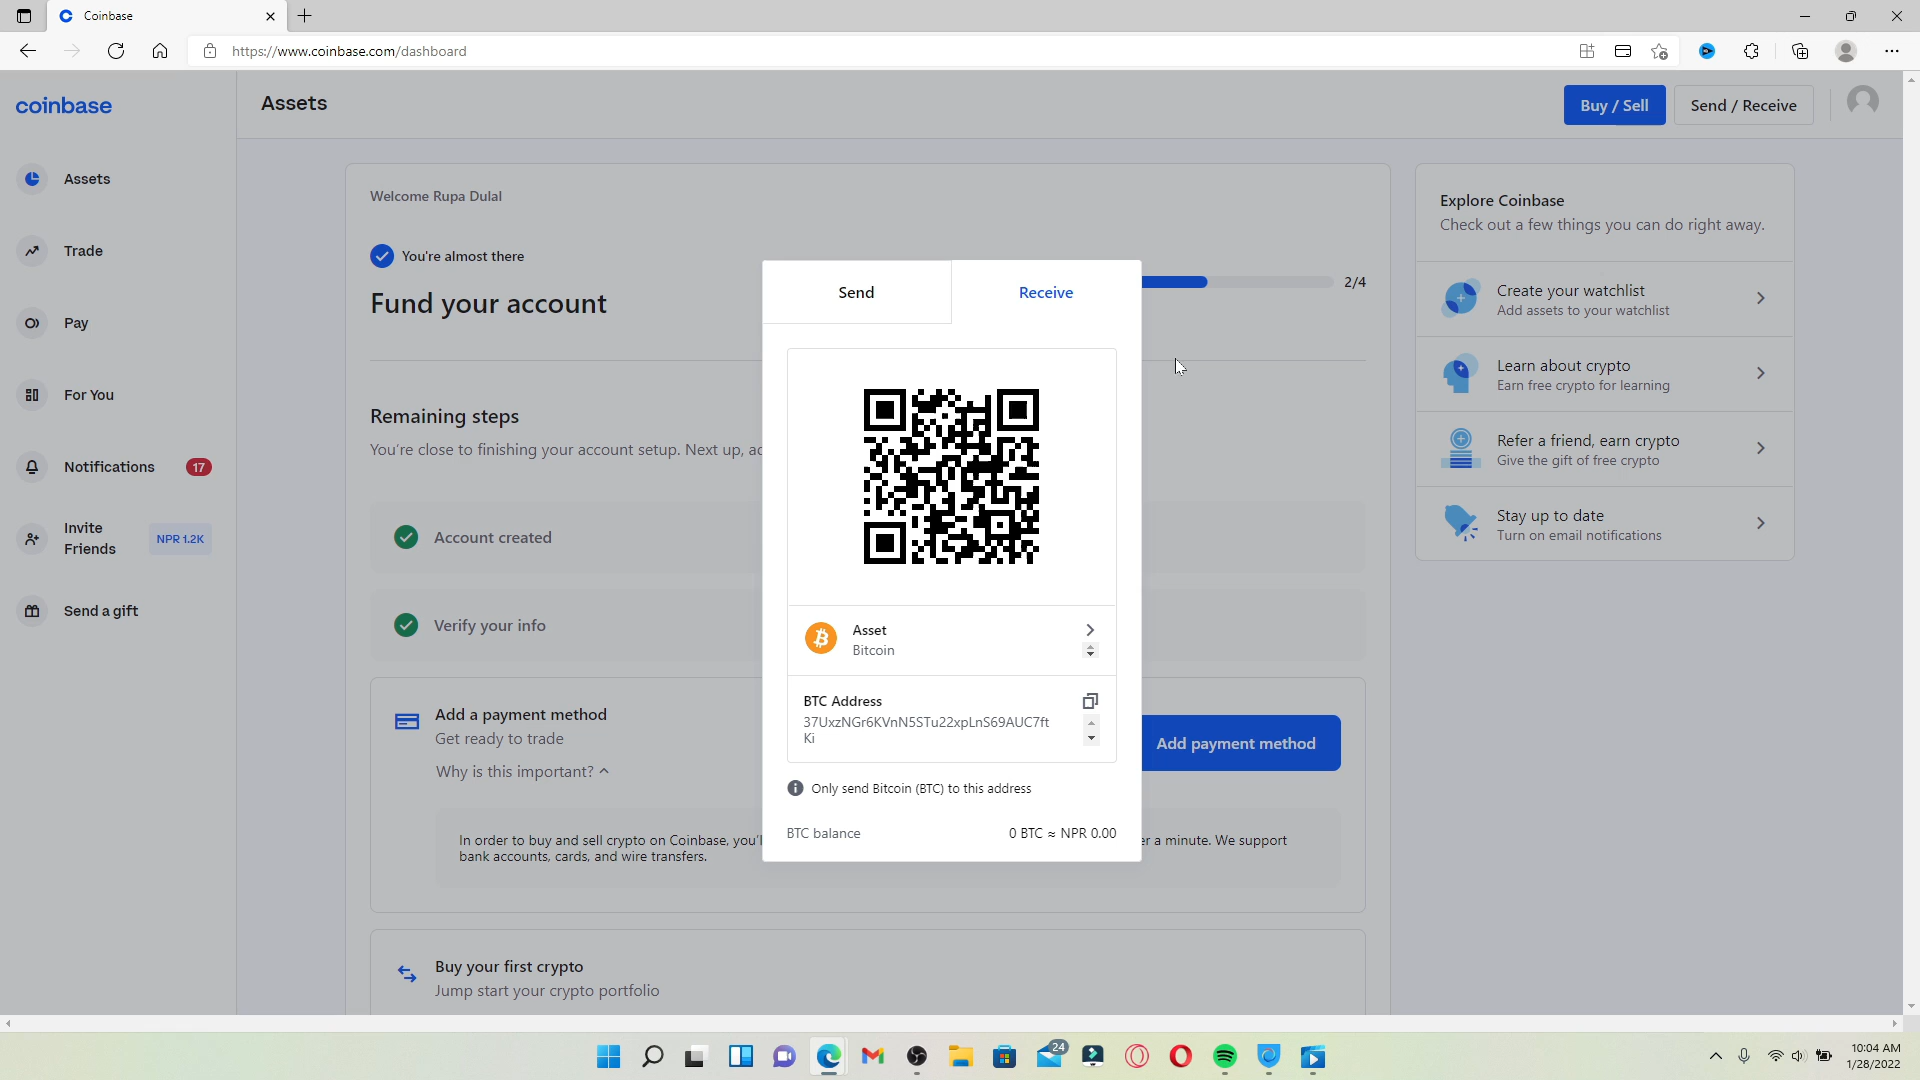 Coinbase
https://www.coinbase.com/dashboard
coinbase
Assets
Buy / Sell
Send / Receive
Assets
Trade
Pay
For You
Notifications
17
Invite
Friends
NPR 1.2K
Send a gift
Welcome Rupa Dulal
You're almost there
Fund your account
2/4
Remaining steps
You're close to finishing your account setup. Next up,
Account created
Verify your info
Add a payment method
Get ready to trade
Why is this important?
Add payment method
In order to buy and sell crypto on Coinbase,
a minute. We support
bank accounts, cards, and wire transfers.
Buy your first crypto
Jump start your crypto portfolio
Send
Receive
Asset
Bitcoin
BTC Address
37UxzNGr6KVnN5STu22xpLnS69AUC7ft
Ki
Only send Bitcoin (BTC) to this address
BTC balance
0 BTC ≈ NPR 0.00
Explore Coinbase
Check out a few things you can do right away.
Create your watchlist
Add assets to your watchlist
Learn about crypto
Earn free crypto for learning
Refer a friend, earn crypto
Give the gift of free crypto
Stay up to date
Turn on email notifications
24
10:04 AM
1/28/2022